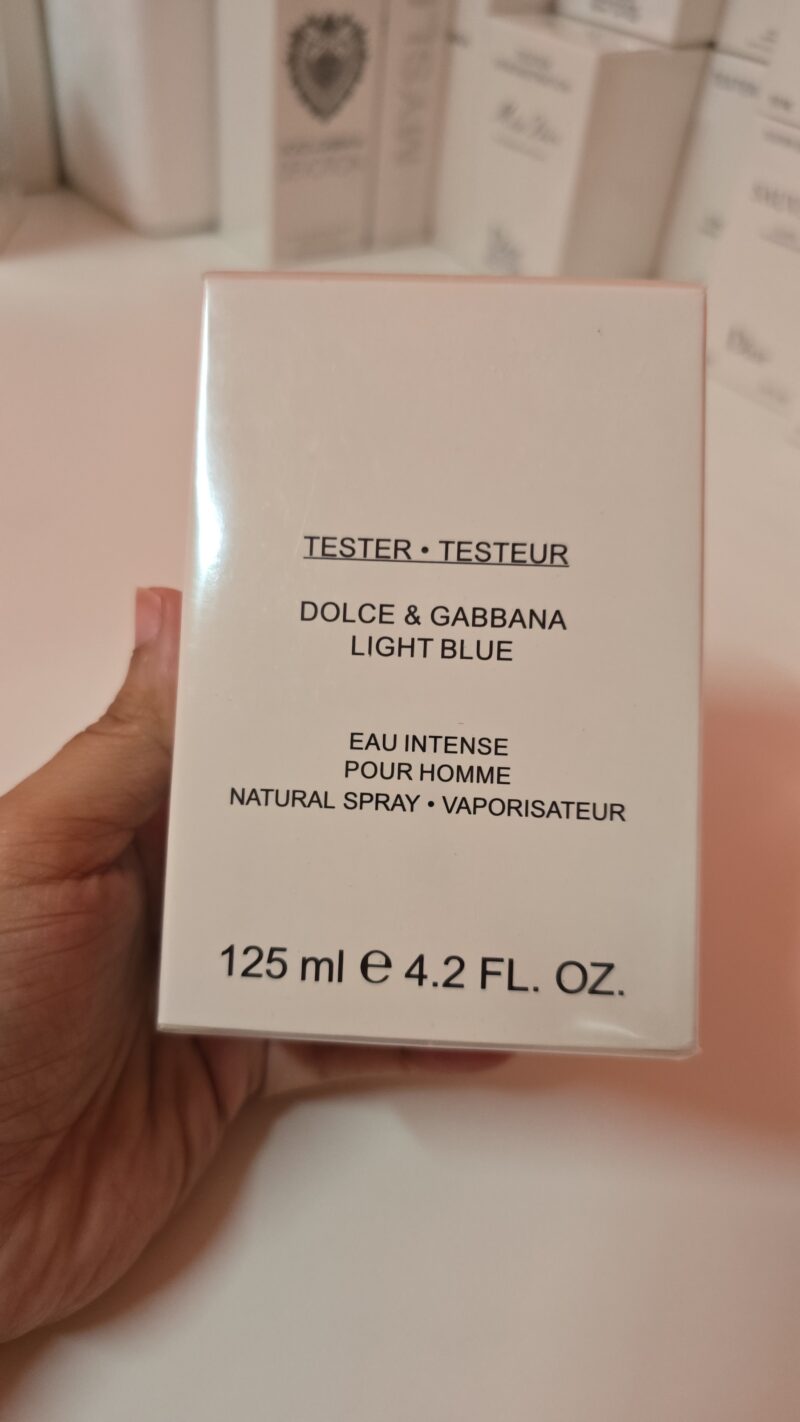 TESTER • TESTEUR
DOLCE & GABBANA
LIGHT BLUE
EAU INTENSE
POUR HOMME
NATURAL SPRAY • VAPORISATEUR
125 ml ℮ 4.2 FL. OZ.